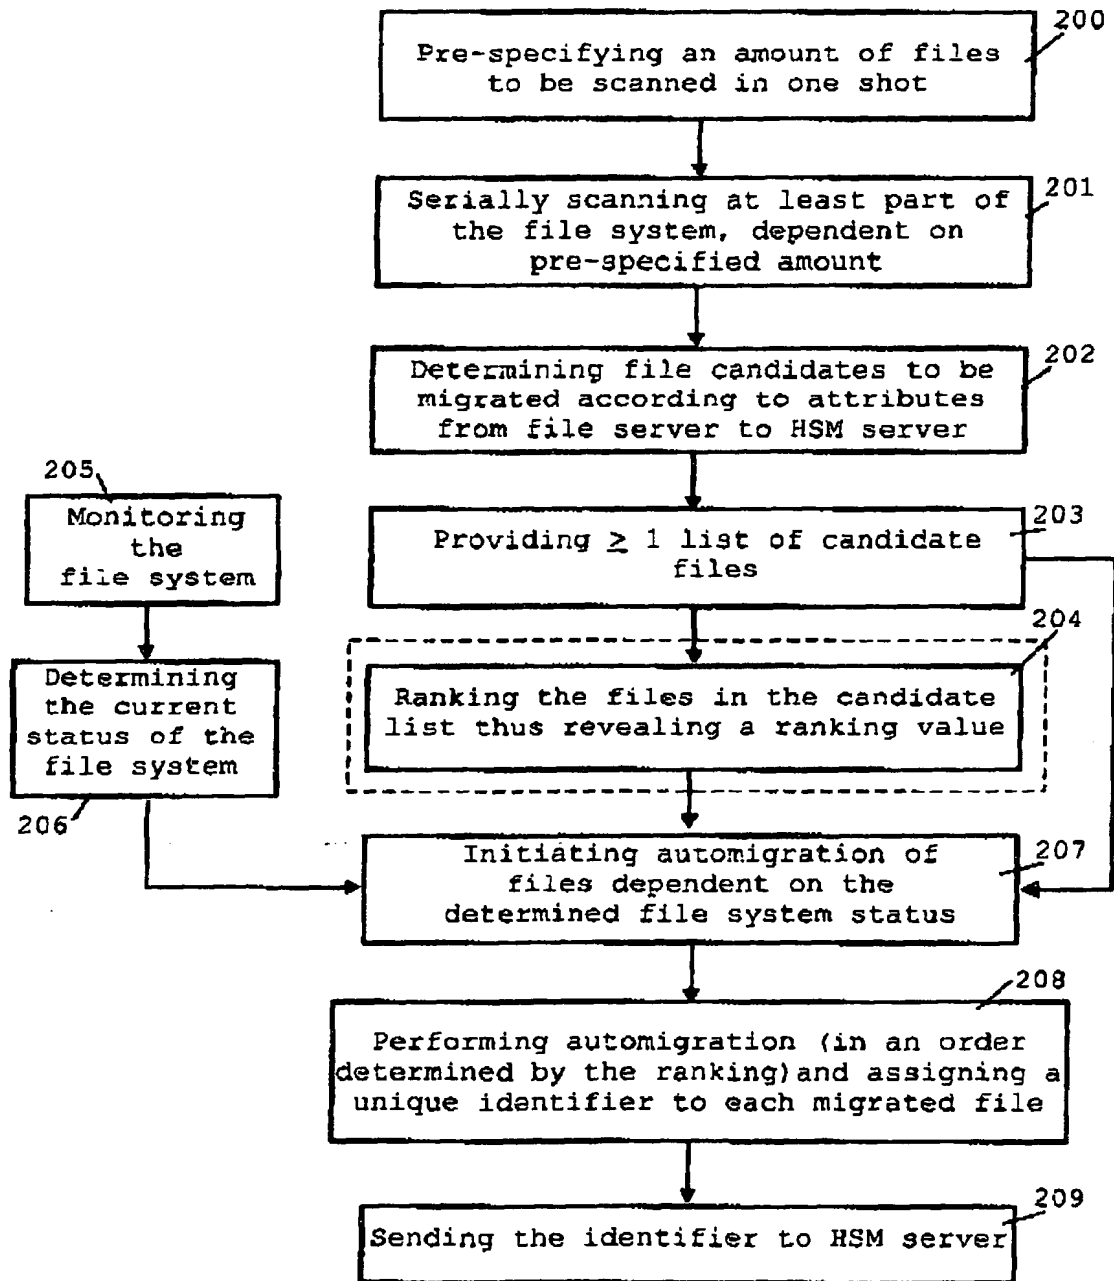 200
Pre-specifying an amount of files
to be scanned in one shot
201
Serially scanning at least part of
the file system, dependent on
pre-specified amount
202
Determining file candidates to be
migrated according to attributes
from file server to HSM server
203
Providing ≥ 1 list of candidate
files
204
Ranking the files in the candidate
list thus revealing a ranking value
205
Monitoring
the
file system
Determining
the current
status of the
file system
206
207
Initiating automigration of
files dependent on the
determined file system status
208
Performing automigration (in an order
determined by the ranking) and assigning a
unique identifier to each migrated file
209
Sending the identifier to HSM server